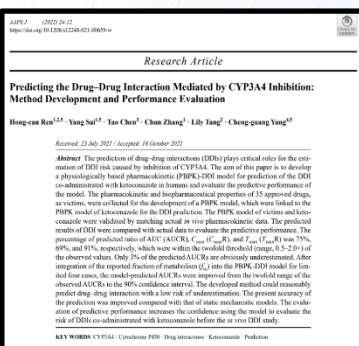 AAPS J (2022) 24:12
https://doi.org/10.1208/s12248-021-00659-w
Research Article
Predicting the Drug–Drug Interaction Mediated by CYP3A4 Inhibition:
Method Development and Performance Evaluation
Hong-can Ren1,2,3 · Yang Sai1,5 · Tao Chen2 · Chun Zhang1 · Lily Tang2 · Cheng-guang Yang4,5
Received: 23 July 2021 / Accepted: 18 October 2021
Abstract The prediction of drug–drug interactions (DDIs) plays critical roles for the esti-
mation of DDI risk caused by inhibition of CYP3A4. The aim of this paper is to develop
a physiologically based pharmacokinetic (PBPK)-DDI model for prediction of the DDI
co-administrated with ketoconazole in humans and evaluate the predictive performance of
the model. The pharmacokinetic and biopharmaceutical properties of 35 approved drugs,
as victims, were collected for the development of a PBPK model, which were linked to the
PBPK model of ketoconazole for the DDI prediction. The PBPK model of victims and keto-
conazole were validated by matching actual in vivo pharmacokinetic data. The predicted
results of DDI were compared with actual data to evaluate the predictive performance. The
percentage of predicted ratio of AUC (AUCR), Cmax (CmaxR), and Tmax (TmaxR) was 75%,
69%, and 91%, respectively, which were within the twofold threshold (range, 0.5–2.0×) of
the observed values. Only 3% of the predicted AUCRs are obviously underestimated. After
integration of the reported fraction of metabolism (fm) into the PBPK-DDI model for lim-
ited four cases, the model-predicted AUCRs were improved from the twofold range of the
observed AUCRs to the 90% confidence interval. The developed method could reasonably
predict drug–drug interaction with a low risk of underestimation. The present accuracy of
the prediction was improved compared with that of static mechanistic models. The evalu-
ation of predictive performance increases the confidence using the model to evaluate the
risk of DDIs co-administrated with ketoconazole before the in vivo DDI study.
KEY WORDS CYP3A4 · Cytochrome P450 · Drug interactions · Ketoconazole · Prediction